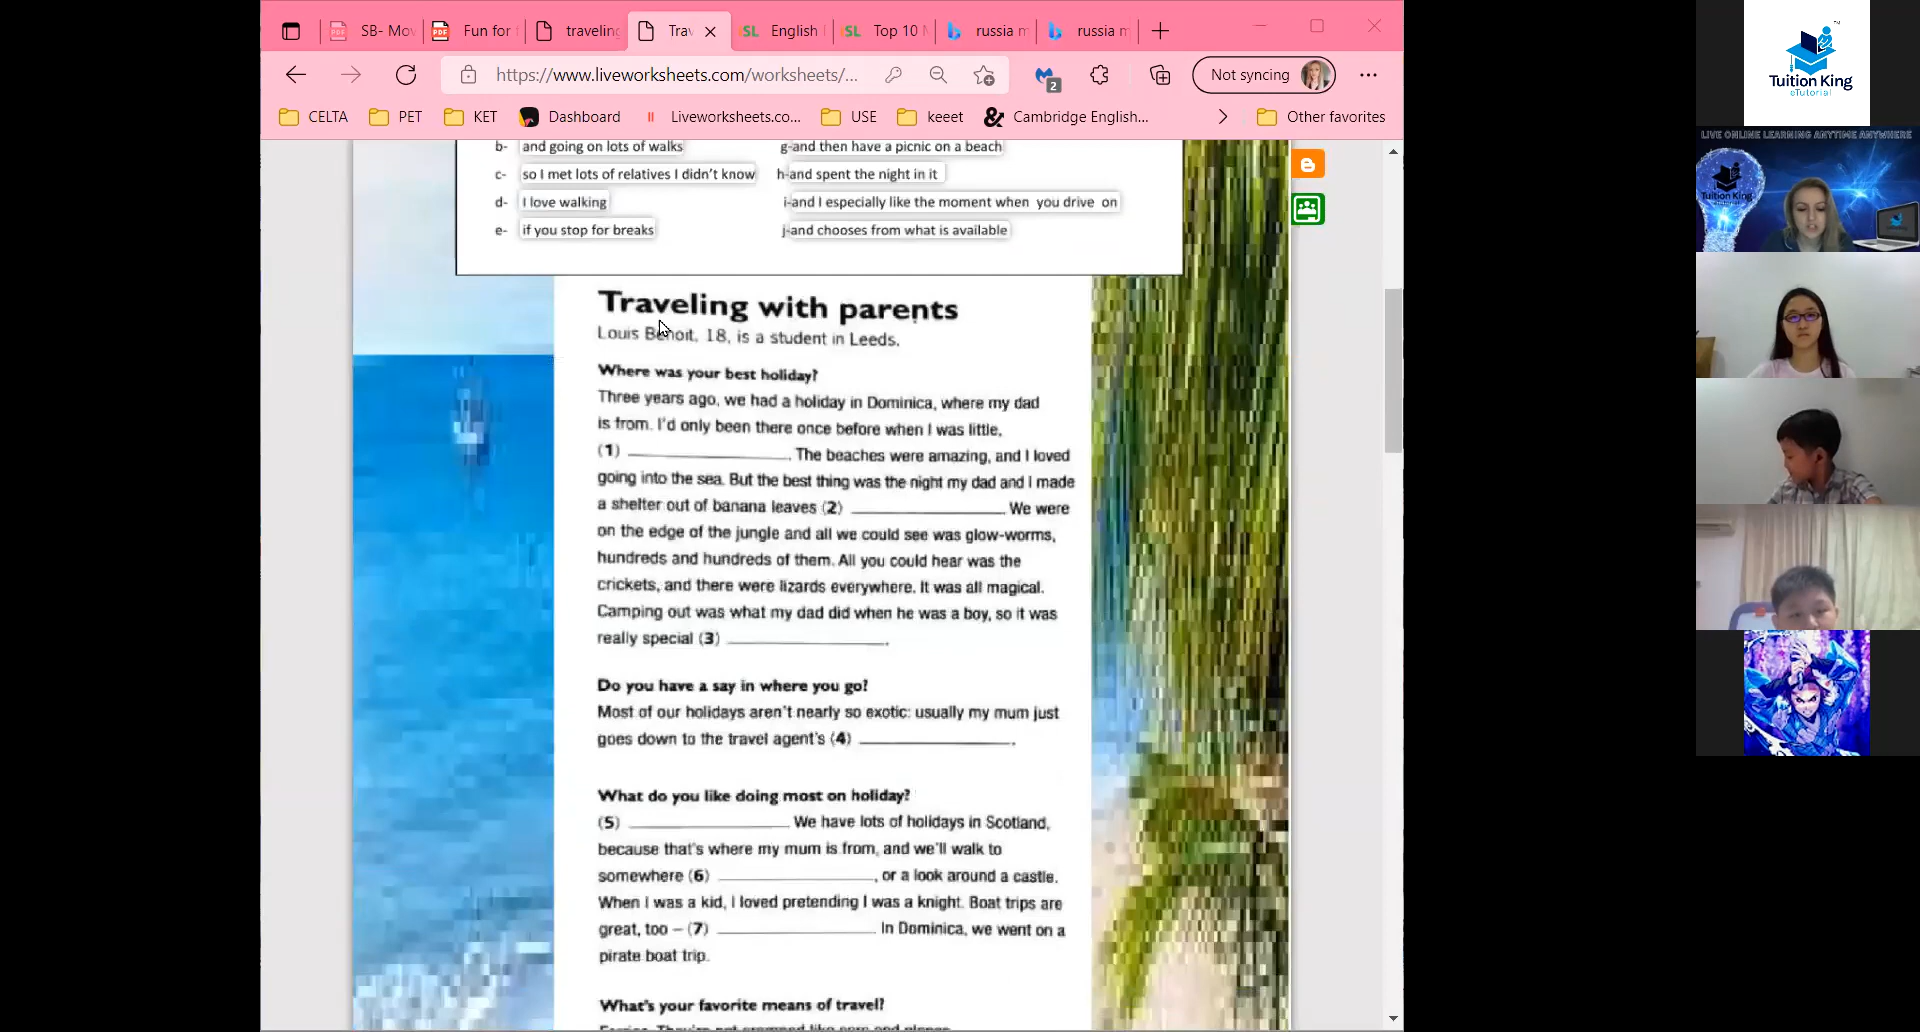 SB- Mov
Fun for
traveling
Trav
English
Top 10
russia m
russia m
https://www.liveworksheets.com/worksheets/...
Not syncing
2
CELTA
PET
KET
Dashboard
Liveworksheets.co...
USE
keeet
Cambridge English...
Other favorites
b- and going on lots of walks
g-and then have a picnic on a beach
c- so I met lots of relatives I didn't know
h-and spent the night in it
d- I love walking
i-and I especially like the moment when you drive on
e- if you stop for breaks
j-and chooses from what is available
Traveling with parents
Louis Benoit, 18, is a student in Leeds.
Where was your best holiday?
Three years ago, we had a holiday in Dominica, where my dad
is from. I'd only been there once before when I was little,
(1) ____________. The beaches were amazing, and I loved
going into the sea. But the best thing was the night my dad and I made
a shelter out of banana leaves (2) ____________. We were
on the edge of the jungle and all we could see was glow-worms,
hundreds and hundreds of them. All you could hear was the
crickets, and there were lizards everywhere. It was all magical.
Camping out was what my dad did when he was a boy, so it was
really special (3) ____________.
Do you have a say in where you go?
Most of our holidays aren't nearly so exotic: usually my mum just
goes down to the travel agent's (4) ____________.
What do you like doing most on holiday?
(5) ____________. We have lots of holidays in Scotland,
because that's where my mum is from, and we'll walk to
somewhere (6) ____________, or a look around a castle.
When I was a kid, I loved pretending I was a knight. Boat trips are
great, too – (7) ____________. In Dominica, we went on a
pirate boat trip.
What's your favorite means of travel?
Tuition King
eTutorial
LIVE ONLINE LEARNING ANYTIME ANYWHERE
Tuition King